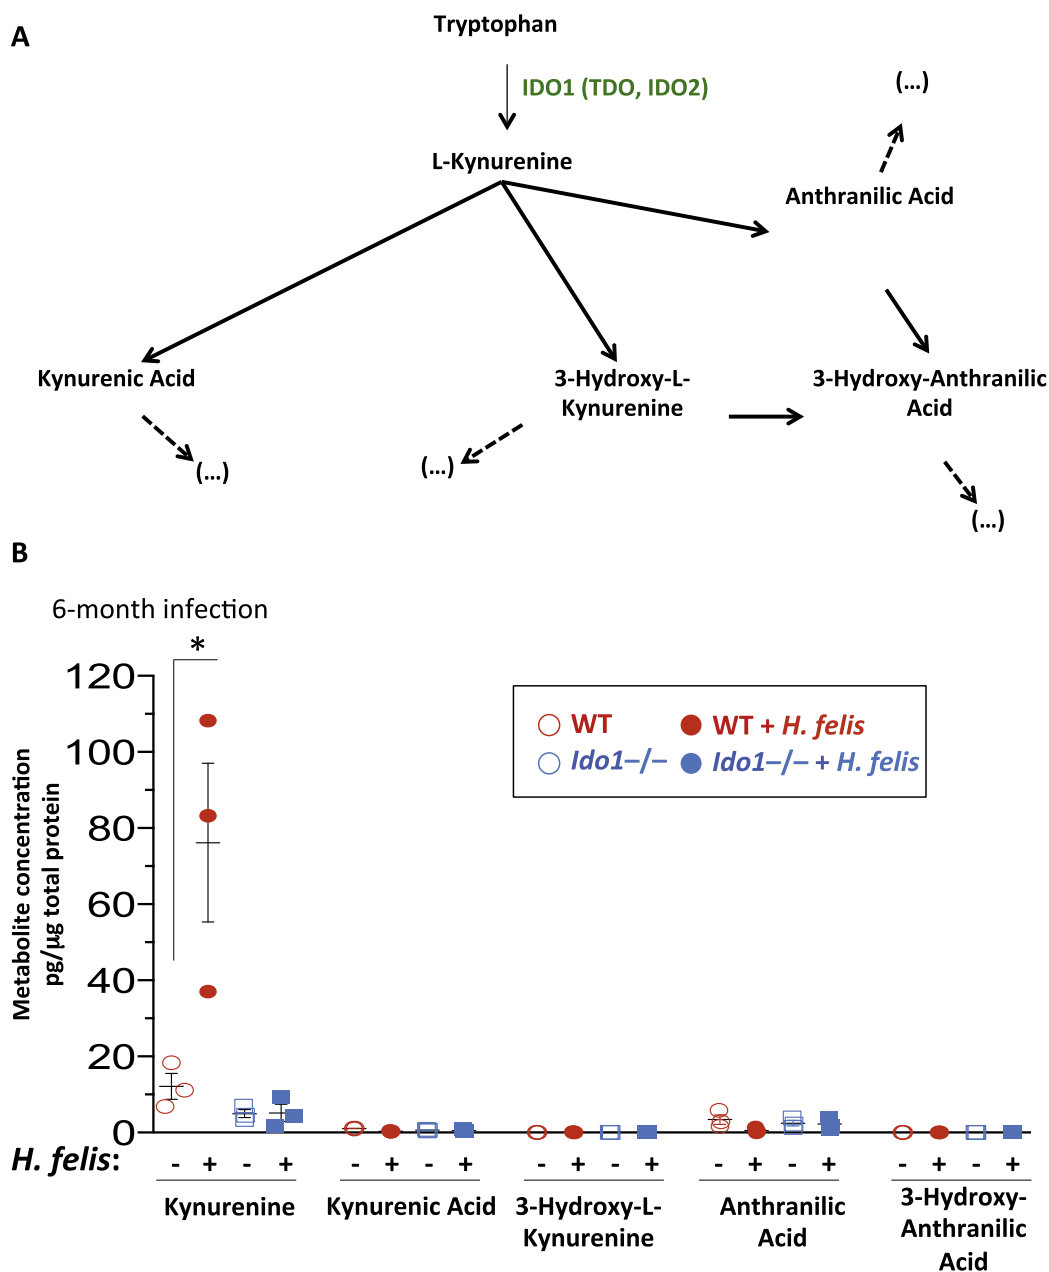 A
Tryptophan
IDO1 (TDO, IDO2)
(...)
L-Kynurenine
Anthranilic Acid
Kynurenic Acid
3-Hydroxy-L-
Kynurenine
3-Hydroxy-Anthranilic
Acid
(...)
(...)
(...)
B
6-month infection
*
Metabolite concentration
pg/µg total protein
120
100
80
60
40
20
0
WT
WT + H. felis
Ido1–/–
Ido1–/– + H. felis
H. felis: - + - + - + - + - + - + - + - + - + - +
Kynurenine
Kynurenic Acid
3-Hydroxy-L-
Kynurenine
Anthranilic
Acid
3-Hydroxy-
Anthranilic
Acid